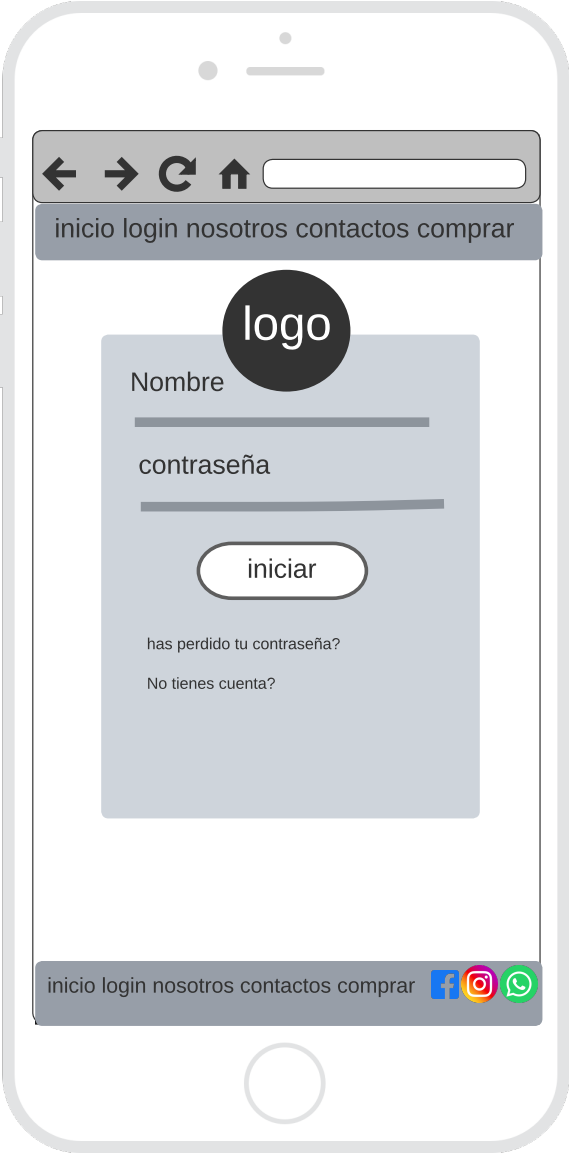 inicio login nosotros contactos comprar
logo
Nombre
contraseña
iniciar
has perdido tu contraseña?
No tienes cuenta?
inicio login nosotros contactos comprar